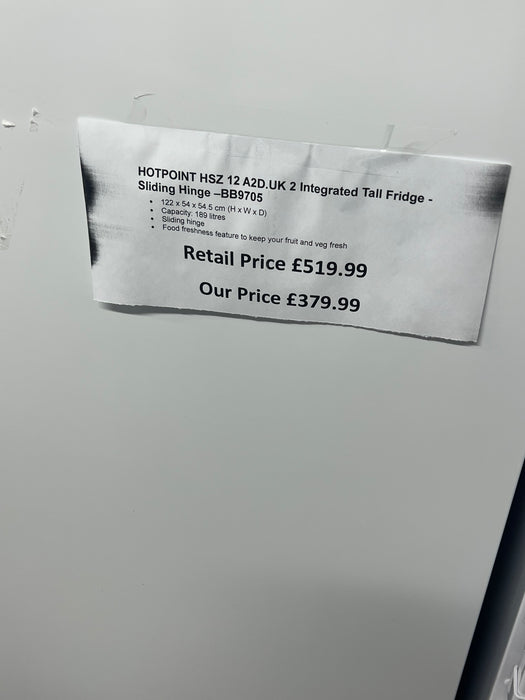 HOTPOINT HSZ 12 A2D.UK 2 Integrated Tall Fridge -
Sliding Hinge –BB9705
• 122 x 54 x 54.5 cm (H x W x D)
• Capacity: 189 litres
• Sliding hinge
• Food freshness feature to keep your fruit and veg fresh
Retail Price £519.99
Our Price £379.99